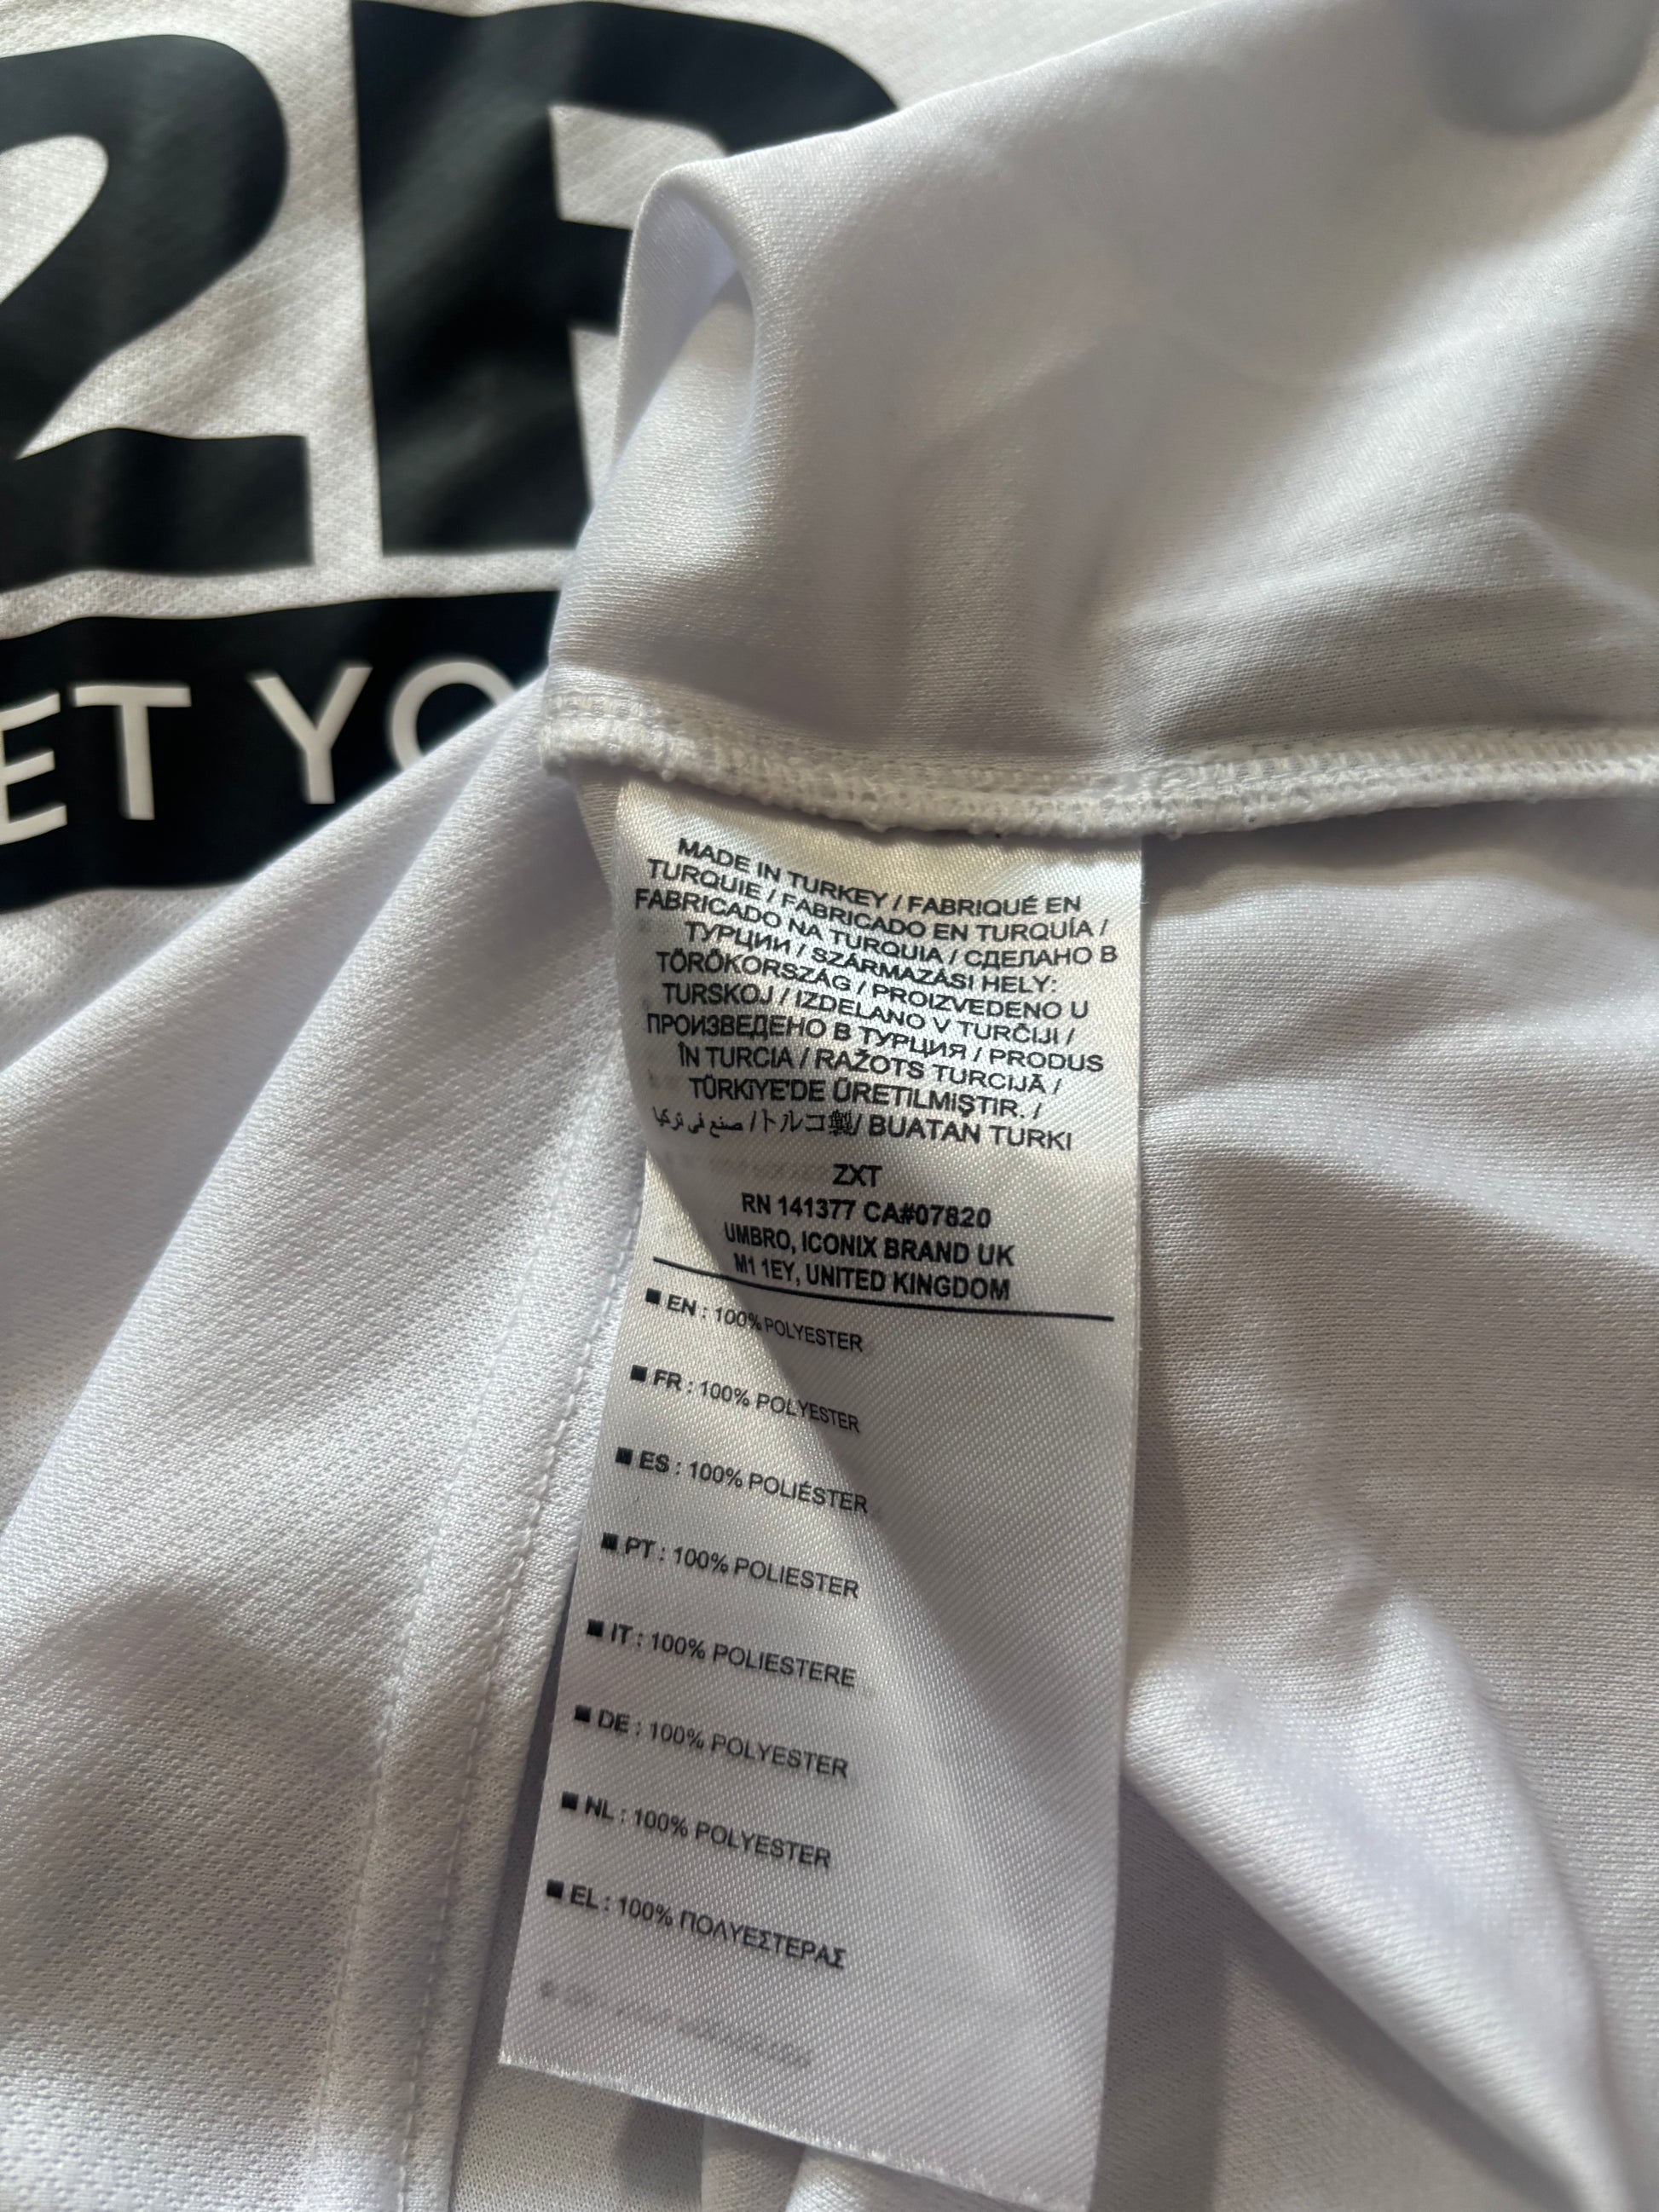 2R
ET YO
MADE IN TURKEY / FABRIQUÉ EN
TURQUIE / FABRICADO EN TURQUÍA /
FABRICADO NA TURQUIA / СДЕЛАНО В
ТУРЦИИ / SZÁRMAZÁSI HELY:
TÖRÖKORSZÁG / PROIZVEDENO U
TURSKOJ / IZDELANO V TURČIJI /
ПРОИЗВЕДЕНО В ТУРЦИЯ / PRODUS
ÎN TURCIA / RAŽOTS TURCIJĀ /
TÜRKİYE'DE ÜRETILMIŞTIR. /
صنع في تركيا /トルコ製/ BUATAN TURKI
ZXT
RN 141377 CA#07820
UMBRO, ICONIX BRAND UK
M1 1EY, UNITED KINGDOM
■ EN : 100% POLYESTER
■ FR : 100% POLYESTER
■ ES : 100% POLIÉSTER
■ PT : 100% POLIESTER
■ IT : 100% POLIESTERE
■ DE : 100% POLYESTER
■ NL : 100% POLYESTER
■ EL : 100% ΠΟΛΥΕΣΤΕΡΑΣ